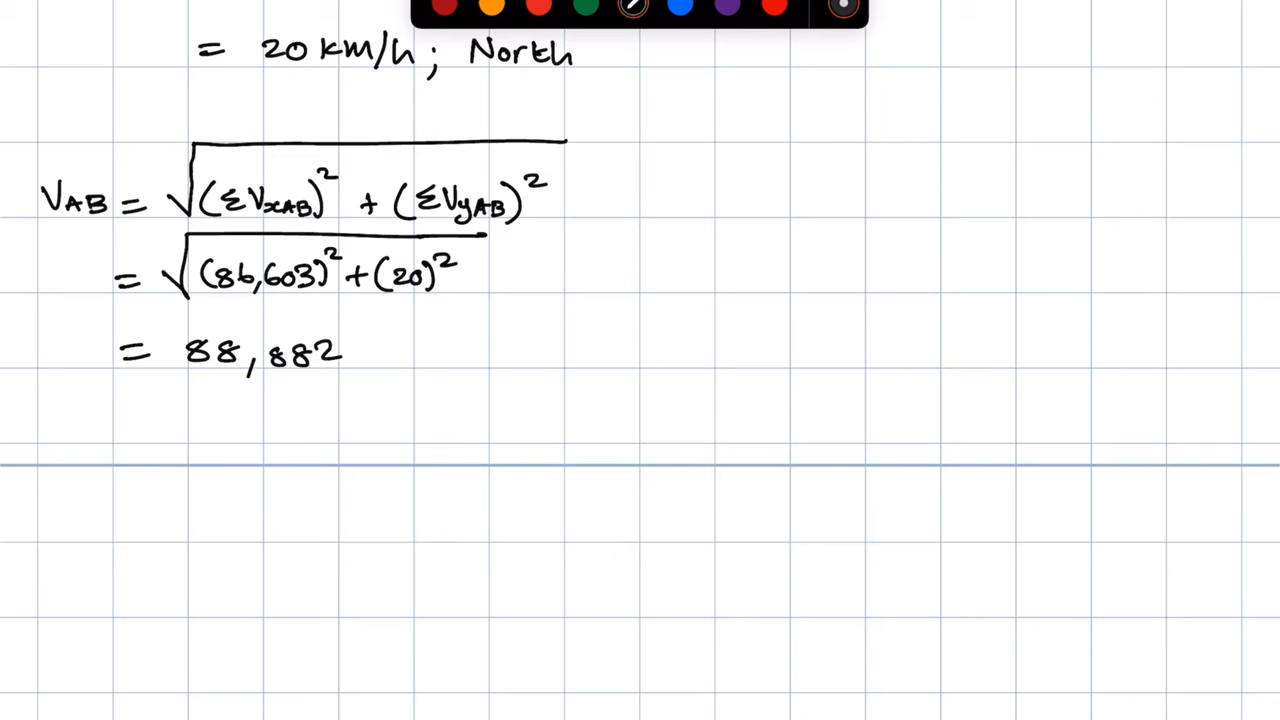 = 20 km/h ; North
VAB = √(ΣVxAB)² + (ΣVyAB)²
= √(86,603)² + (20)²
= 88,882